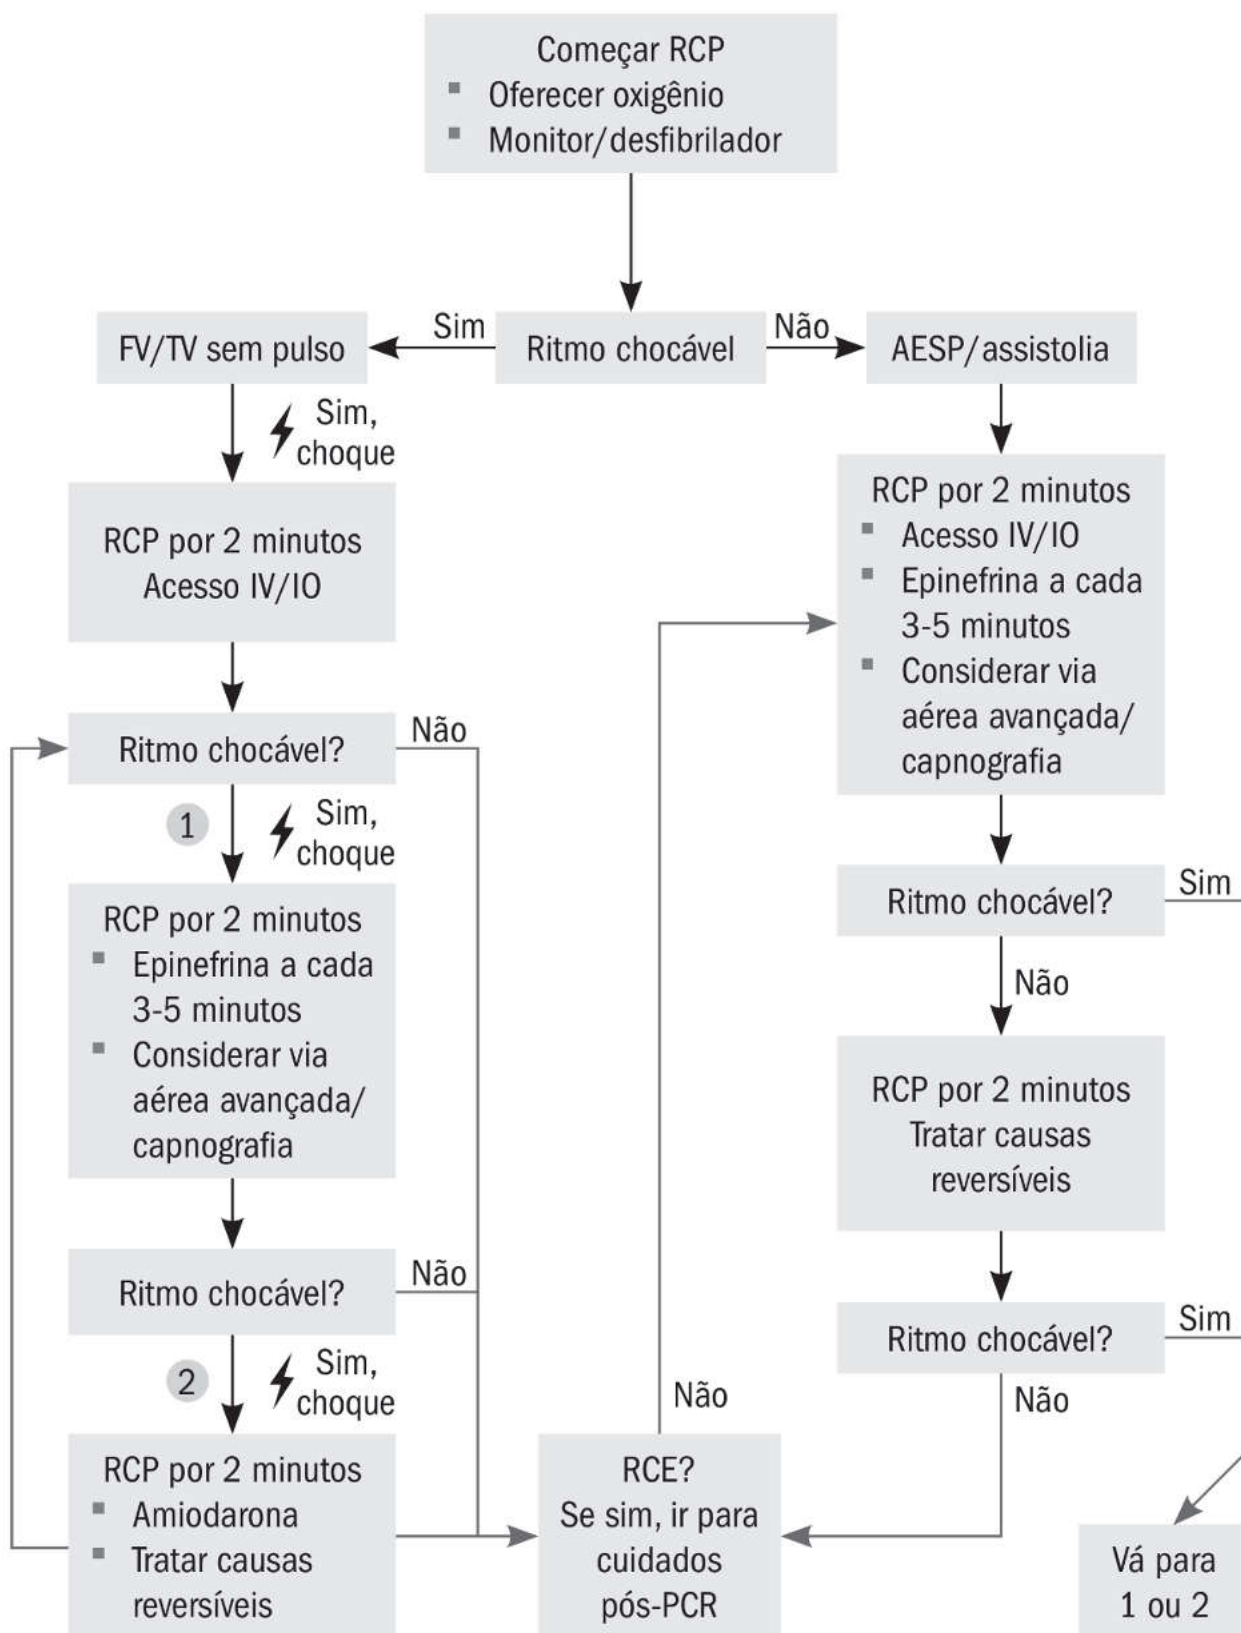 Começar RCP
▪ Oferecer oxigênio
▪ Monitor/desfibrilador
Ritmo chocável
Sim
Não
FV/TV sem pulso
Sim,
choque
RCP por 2 minutos
Acesso IV/IO
Ritmo chocável?
Não
1
Sim,
choque
RCP por 2 minutos
▪ Epinefrina a cada
3-5 minutos
▪ Considerar via
aérea avançada/
capnografia
Ritmo chocável?
Não
2
Sim,
choque
RCP por 2 minutos
▪ Amiodarona
▪ Tratar causas
reversíveis
AESP/assistolia
RCP por 2 minutos
▪ Acesso IV/IO
▪ Epinefrina a cada
3-5 minutos
▪ Considerar via
aérea avançada/
capnografia
Ritmo chocável?
Sim
Não
RCP por 2 minutos
Tratar causas
reversíveis
Ritmo chocável?
Sim
Não
Não
RCE?
Se sim, ir para
cuidados
pós-PCR
Vá para
1 ou 2